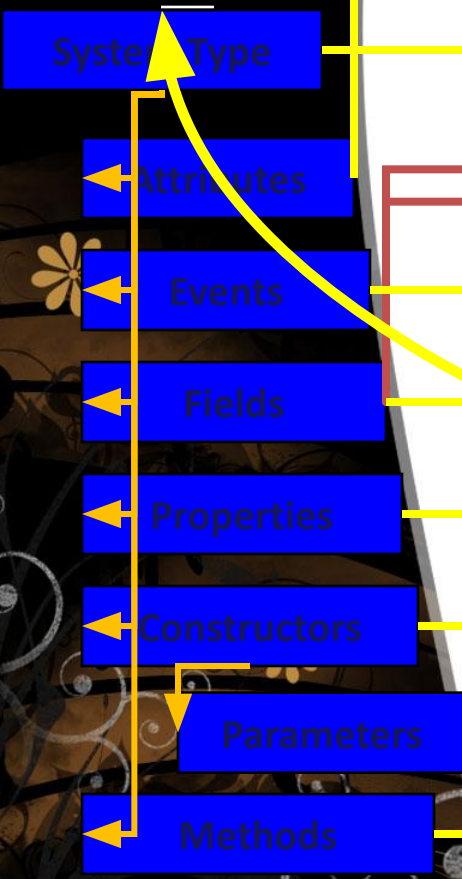 System.Type
Attributes
Events
Fields
Properties
Constructors
Parameters
Methods